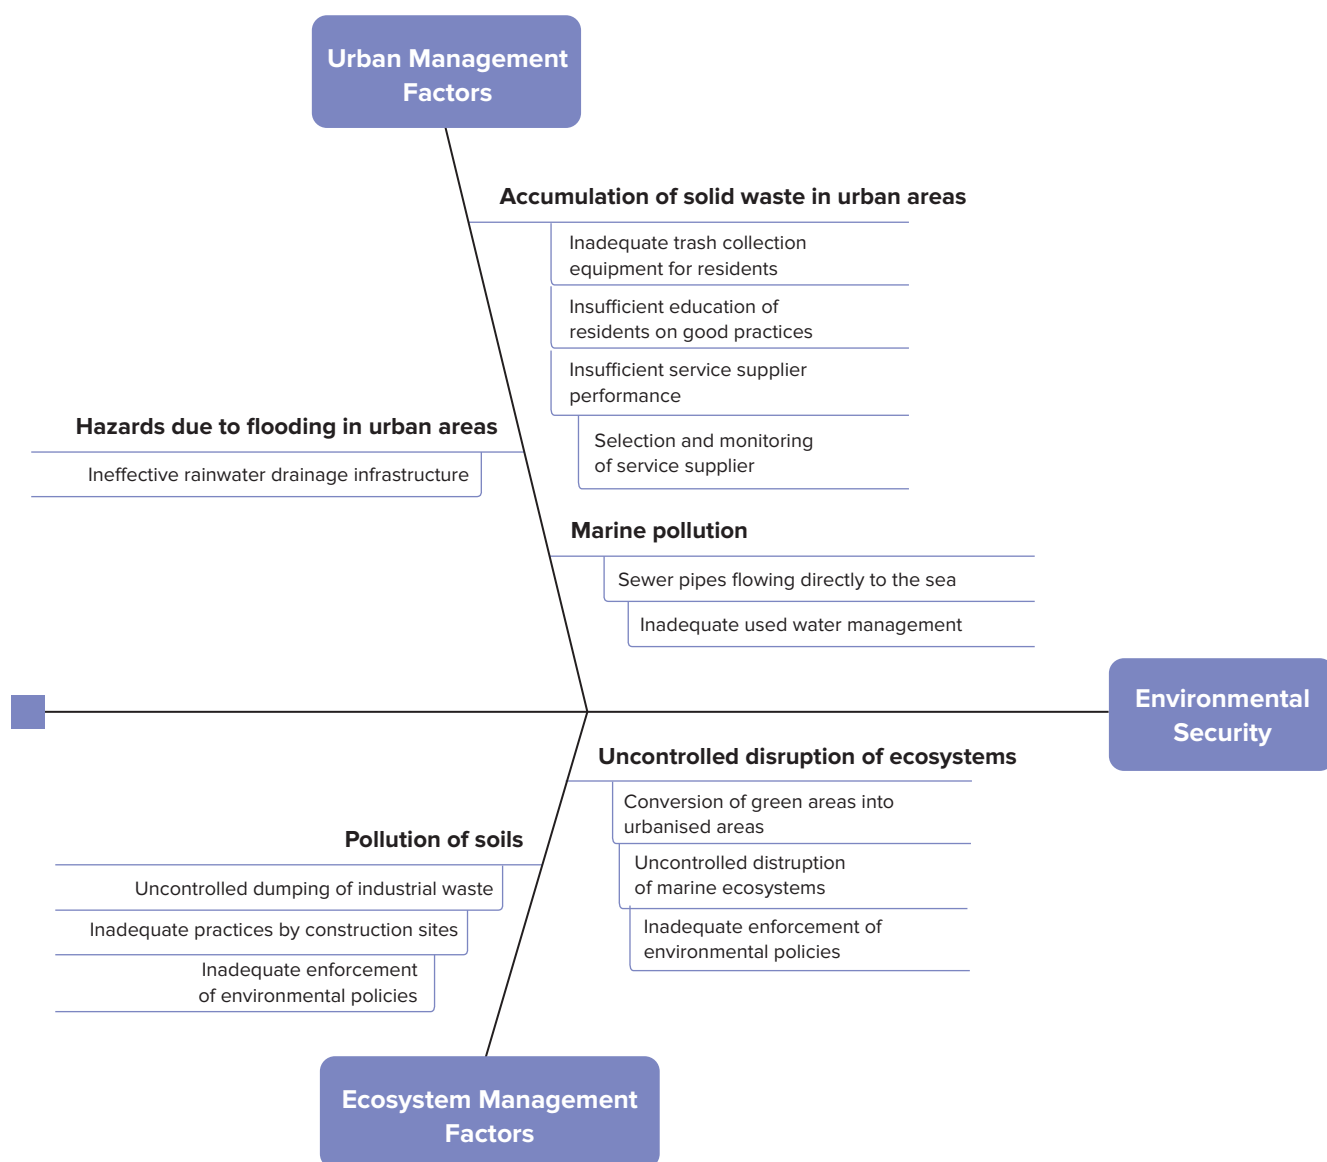 Urban Management
Factors
Accumulation of solid waste in urban areas
Inadequate trash collection
equipment for residents
Insufficient education of
residents on good practices
Insufficient service supplier
performance
Selection and monitoring
of service supplier
Hazards due to flooding in urban areas
Ineffective rainwater drainage infrastructure
Marine pollution
Sewer pipes flowing directly to the sea
Inadequate used water management
Environmental
Security
Uncontrolled disruption of ecosystems
Conversion of green areas into
urbanised areas
Uncontrolled distruption
of marine ecosystems
Inadequate enforcement of
environmental policies
Pollution of soils
Uncontrolled dumping of industrial waste
Inadequate practices by construction sites
Inadequate enforcement
of environmental policies
Ecosystem Management
Factors